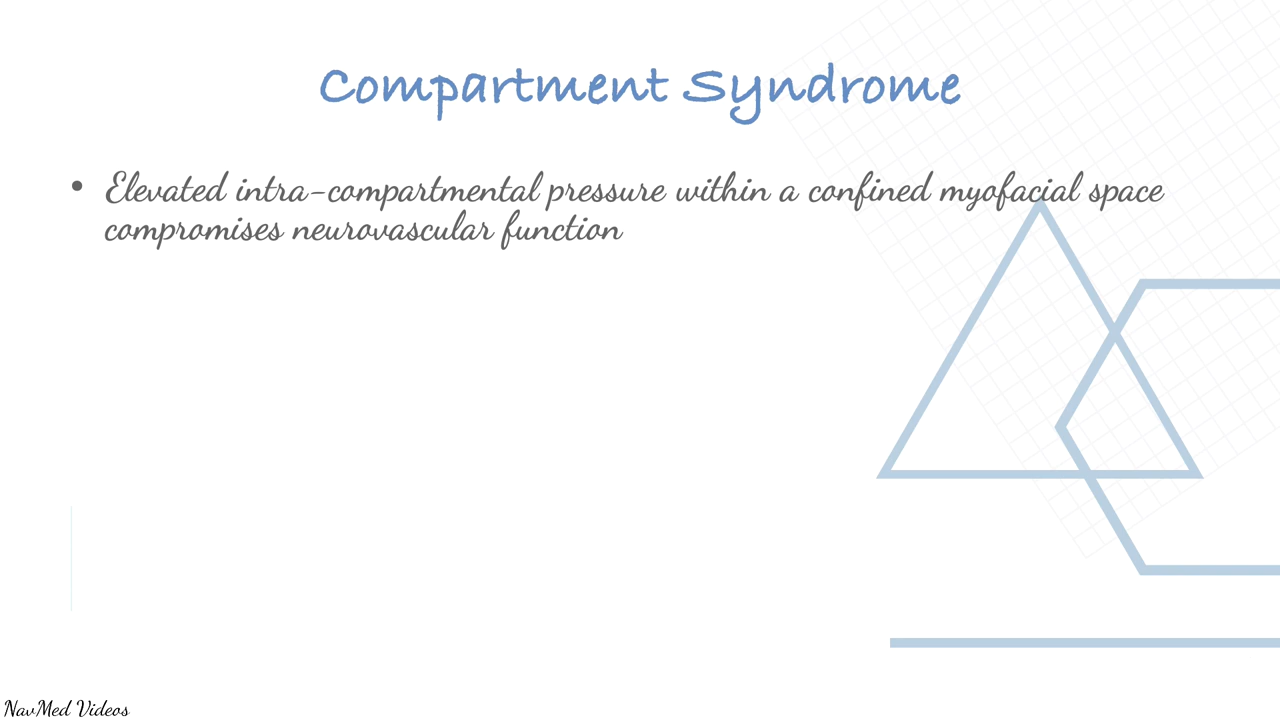 Compartment Syndrome
• Elevated intra-compartmental pressure within a confined myofacial space
compromises neurovascular function
NavMed Videos